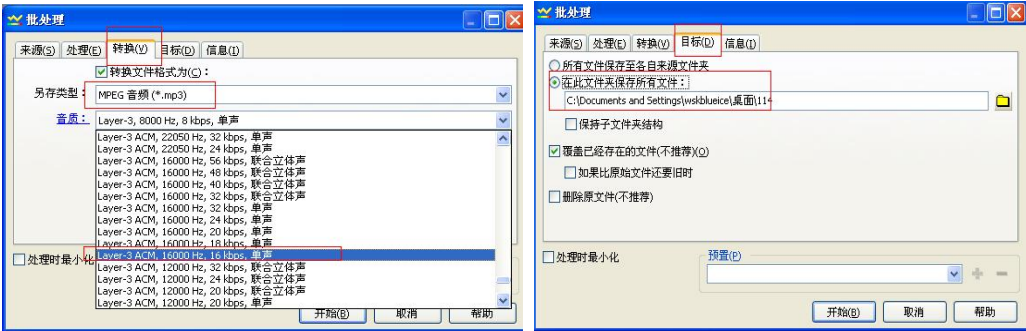 批处理
来源(S) 处理(E) 转换(V) 目标(D) 信息(I)
转换文件格式为(C):
另存类型: MPEG 音频 (*.mp3)
音质: Layer-3, 8000 Hz, 8 kbps, 单声
Layer-3 ACM, 22050 Hz, 32 kbps, 单声
Layer-3 ACM, 22050 Hz, 24 kbps, 单声
Layer-3 ACM, 16000 Hz, 56 kbps, 联合立体声
Layer-3 ACM, 16000 Hz, 48 kbps, 联合立体声
Layer-3 ACM, 16000 Hz, 40 kbps, 联合立体声
Layer-3 ACM, 16000 Hz, 32 kbps, 联合立体声
Layer-3 ACM, 16000 Hz, 32 kbps, 单声
Layer-3 ACM, 16000 Hz, 24 kbps, 单声
Layer-3 ACM, 16000 Hz, 20 kbps, 单声
Layer-3 ACM, 16000 Hz, 18 kbps, 单声
Layer-3 ACM, 16000 Hz, 16 kbps, 单声
Layer-3 ACM, 12000 Hz, 32 kbps, 联合立体声
Layer-3 ACM, 12000 Hz, 24 kbps, 联合立体声
Layer-3 ACM, 12000 Hz, 20 kbps, 联合立体声
Layer-3 ACM, 12000 Hz, 20 kbps, 单声
处理时最小化
开始(B) 取消 帮助
批处理
来源(S) 处理(E) 转换(V) 目标(D) 信息(I)
所有文件保存至各自来源文件夹
在此文件夹保存所有文件:
C:\Documents and Settings\wskblueice\桌面\114
保持子文件夹结构
覆盖已经存在的文件(不推荐)(O)
如果比原始文件还要旧时
删除原文件(不推荐)
处理时最小化 预置(P)
开始(B) 取消 帮助